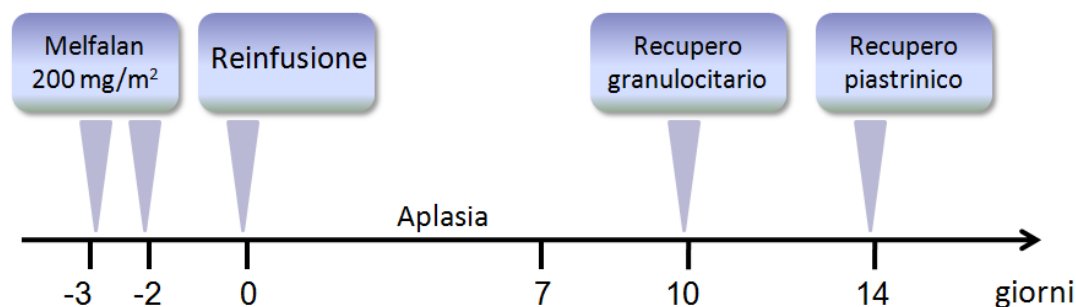 Melfalan
200 mg/m²
Reinfusione
Recupero
granulocitario
Recupero
piastrinico
Aplasia
-3 -2 0 7 10 14 giorni